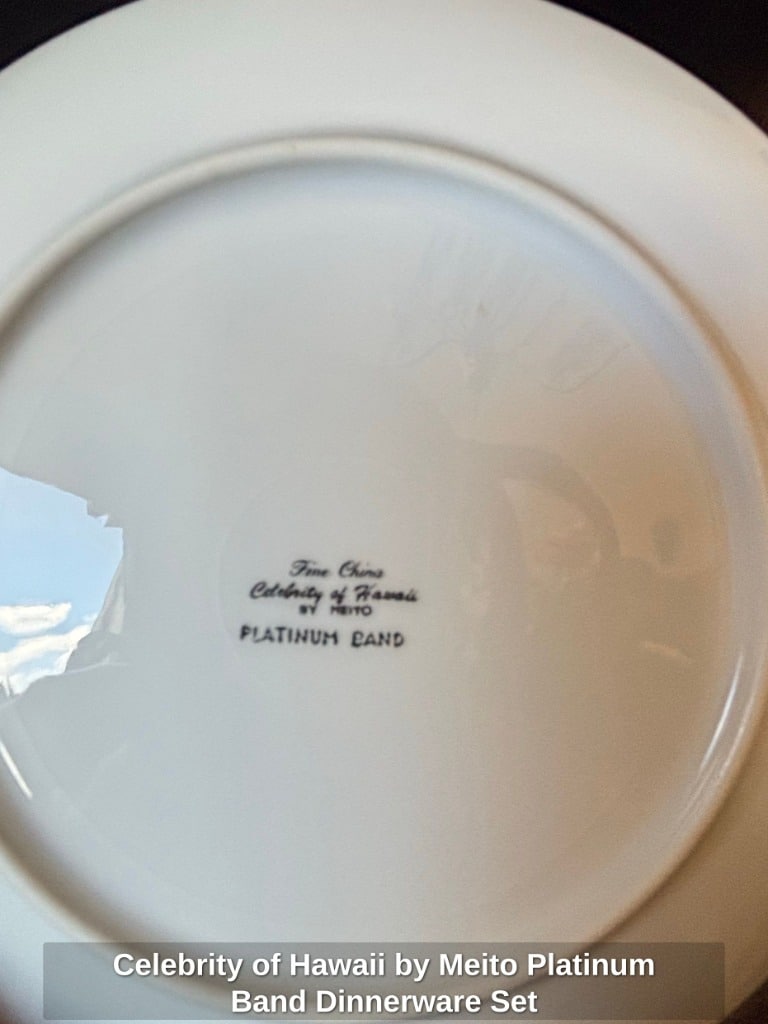 Fine China
Celebrity of Hawaii
BY MEITO
PLATINUM BAND
Celebrity of Hawaii by Meito Platinum
Band Dinnerware Set